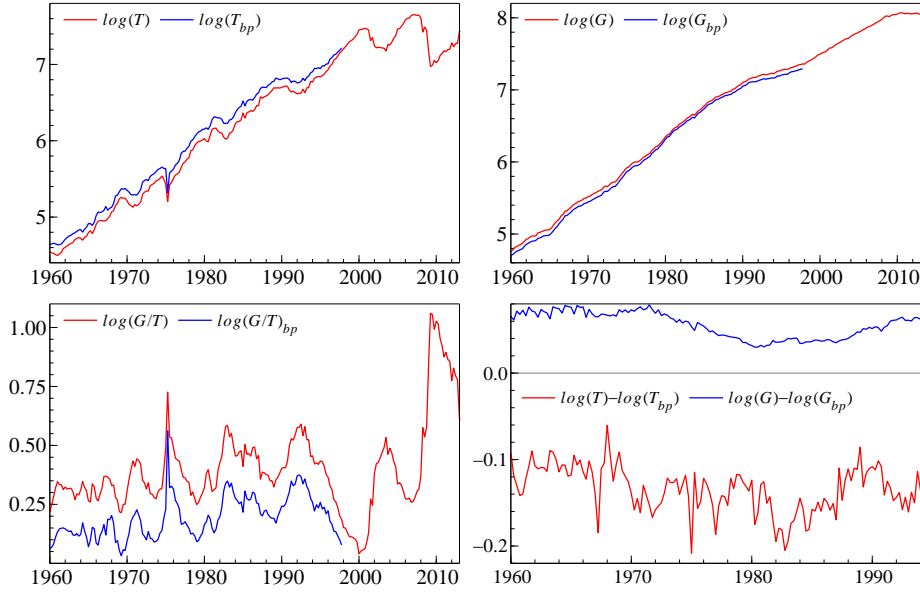 log(T) log(T_bp)
7
6
5
1960 1970 1980 1990 2000 2010
log(G) log(G_bp)
8
7
6
5
1960 1970 1980 1990 2000 2010
log(G/T) log(G/T)_bp
1.00
0.75
0.50
0.25
1960 1970 1980 1990 2000 2010
0.0
log(T)−log(T_bp) log(G)−log(G_bp)
−0.1
−0.2
1960 1970 1980 1990